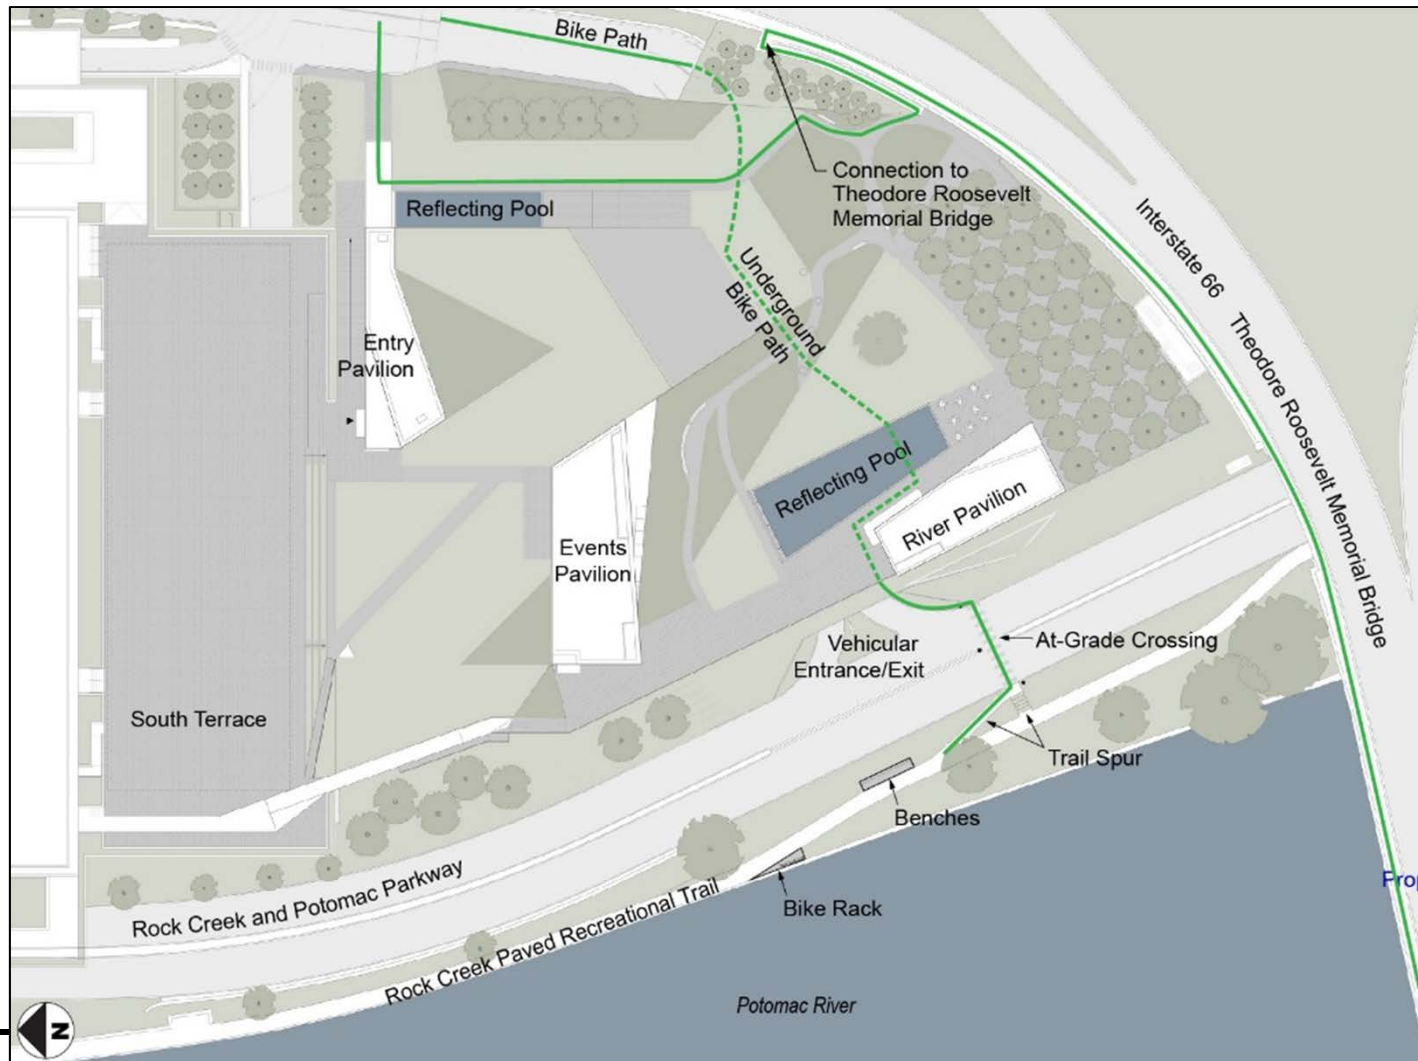 Bike Path
Connection to
Theodore Roosevelt
Memorial Bridge
Reflecting Pool
Interstate 66
Theodore Roosevelt Memorial Bridge
Underground
Bike Path
Entry
Pavilion
Reflecting Pool
River Pavilion
Events
Pavilion
Vehicular
Entrance/Exit
At-Grade Crossing
South Terrace
Trail Spur
Benches
Rock Creek and Potomac Parkway
Bike Rack
Rock Creek Paved Recreational Trail
Potomac River
N